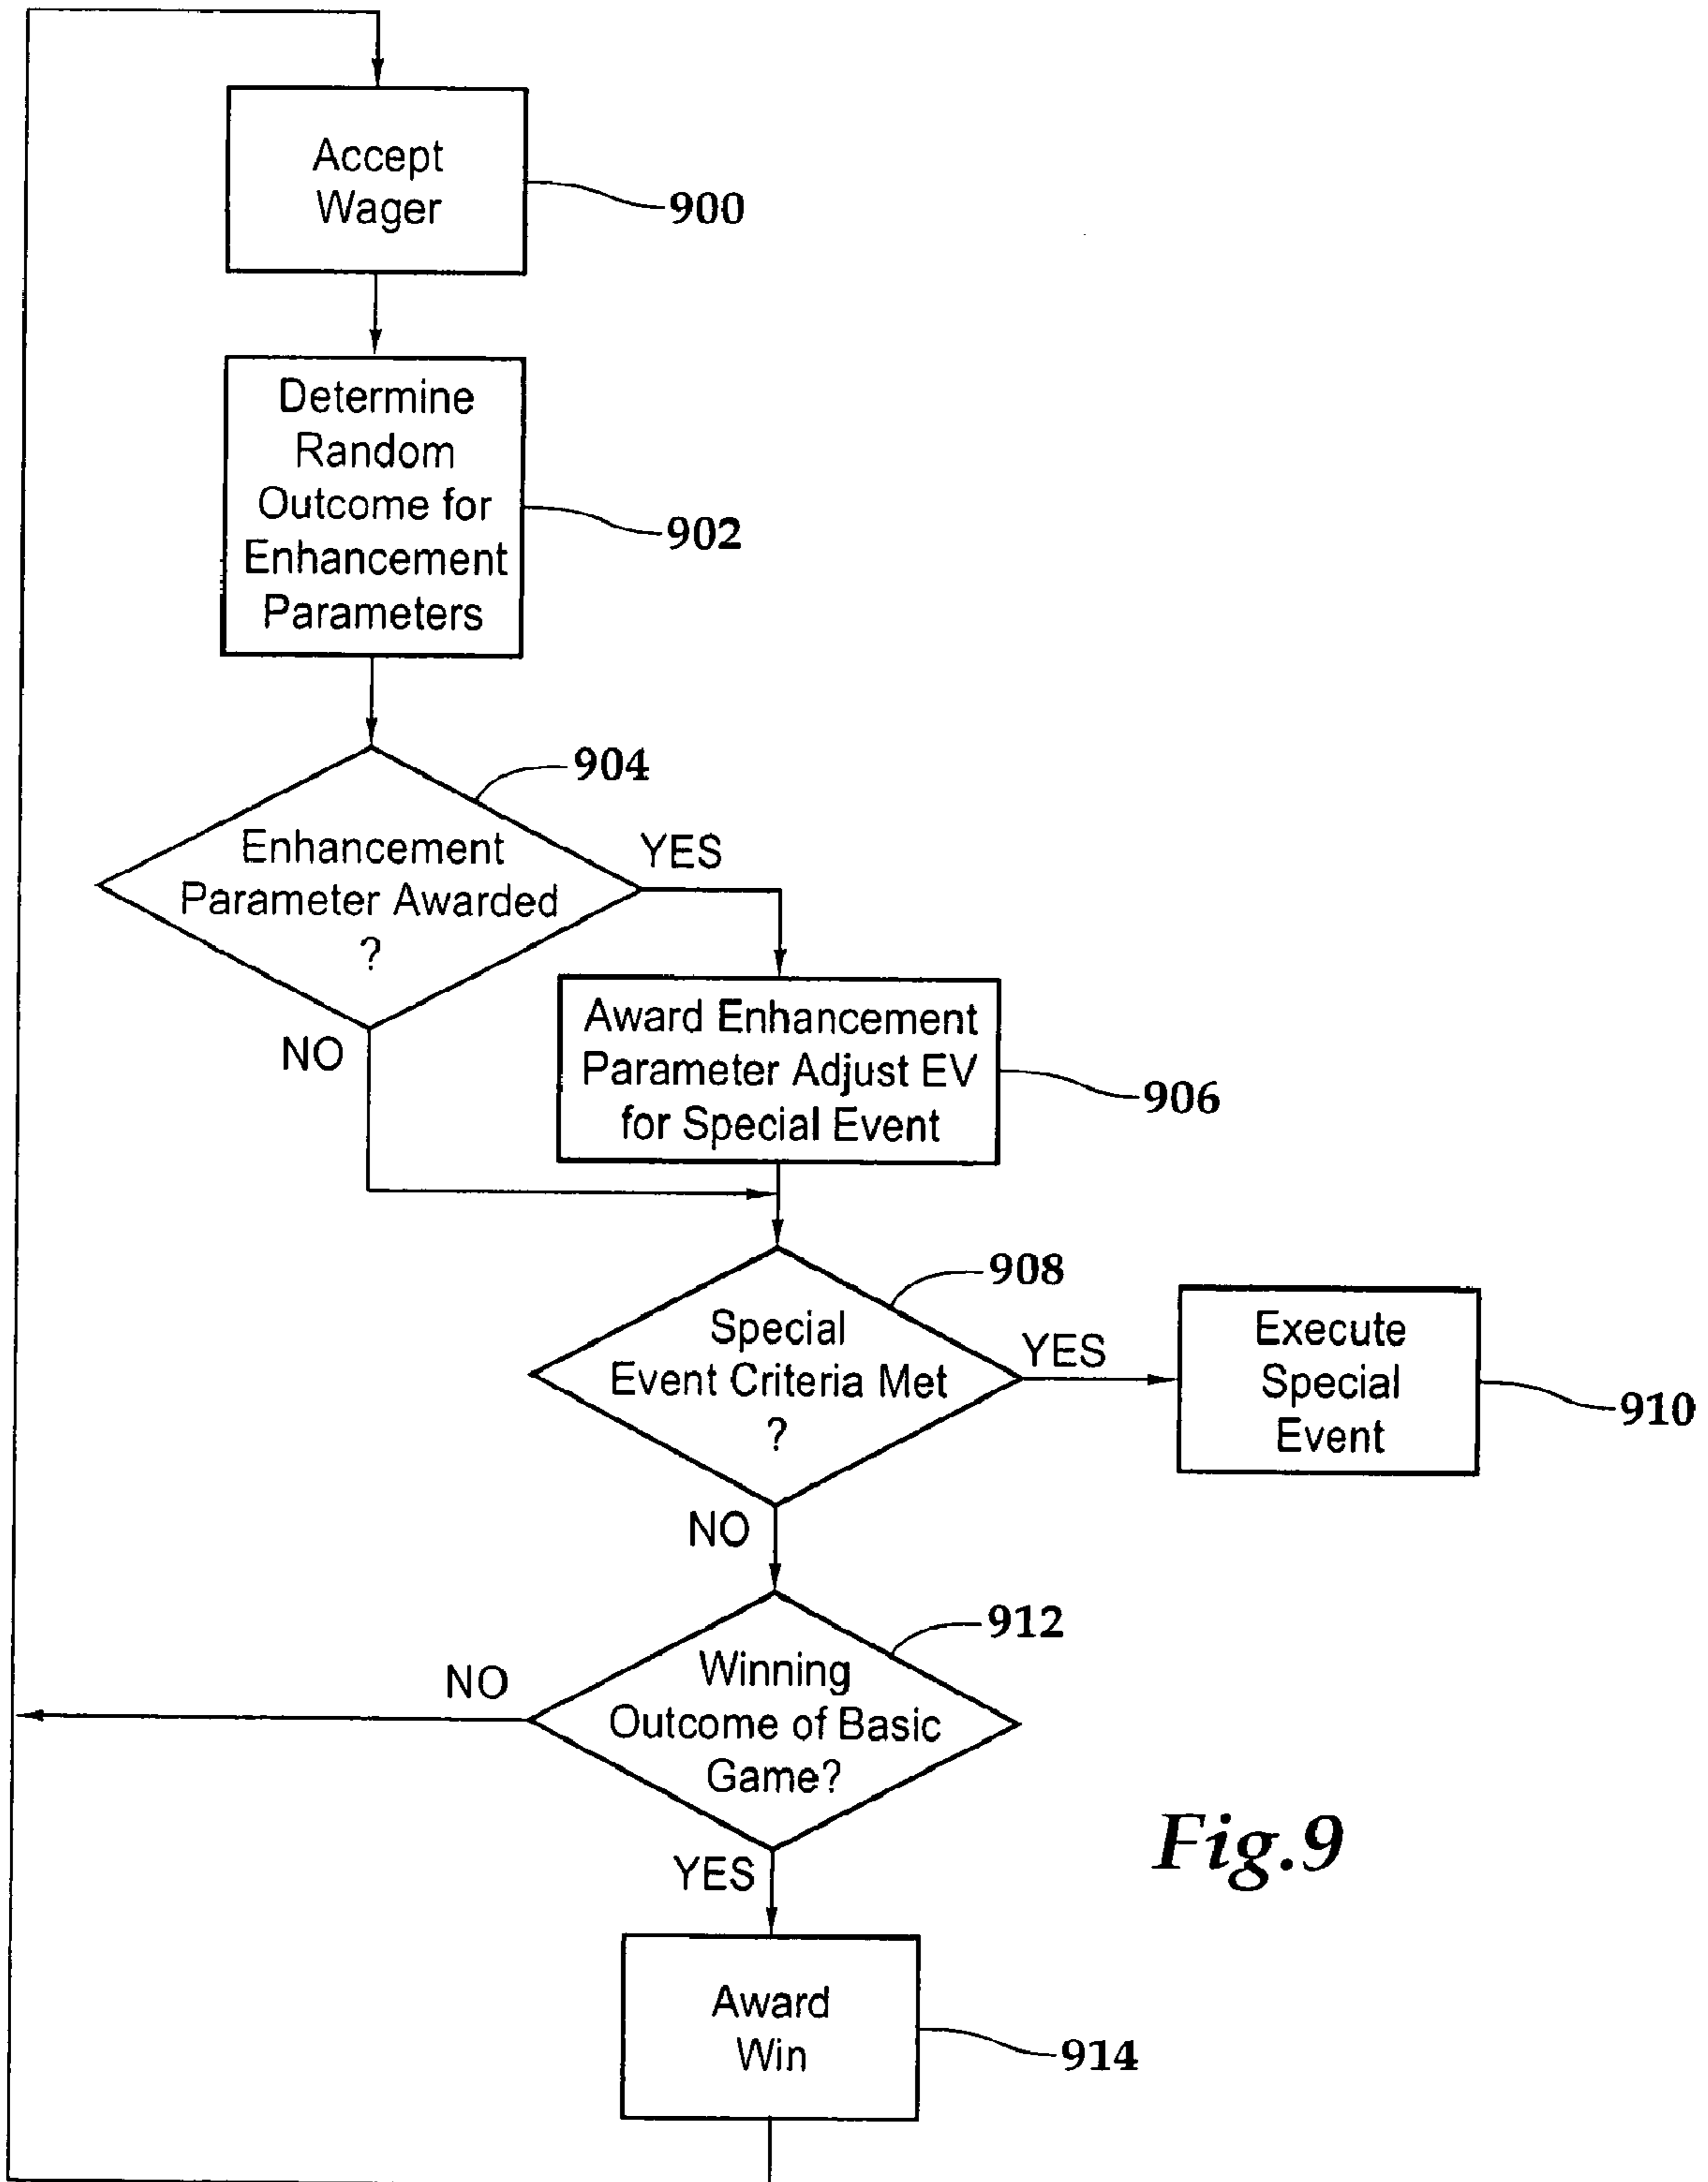 Accept
Wager
900
Determine
Random
Outcome for
Enhancement
Parameters
902
904
Enhancement
Parameter Awarded
?
YES
NO
Award Enhancement
Parameter Adjust EV
for Special Event
906
908
Special
Event Criteria Met
?
YES
Execute
Special
Event
910
NO
912
Winning
Outcome of Basic
Game?
NO
YES
Fig.9
Award
Win
914